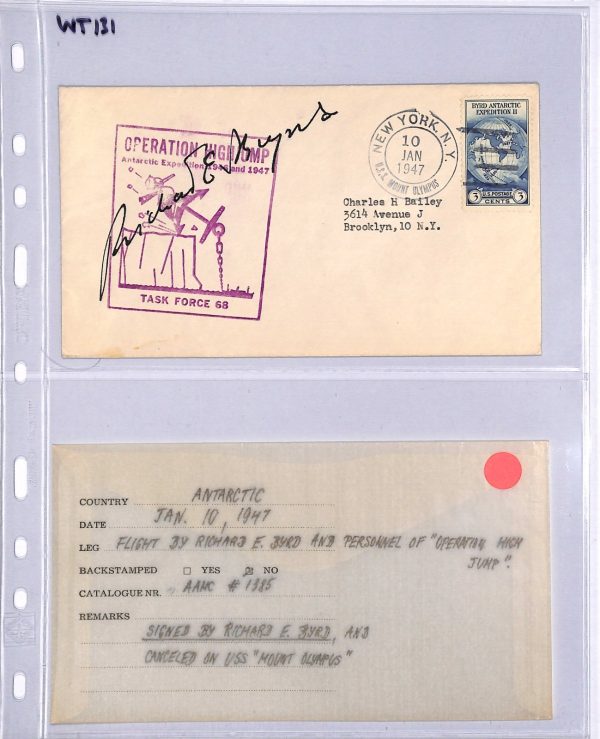 WT131
OPERATION HIGHJUMP
Antarctic Expedition 1946 and 1947
Richard E Byrd
TASK FORCE 68
NEW YORK, N.Y.
10
JAN
1947
U.S.S. MOUNT OLYMPUS
BYRD ANTARCTIC
EXPEDITION II
U.S. POSTAGE
3 CENTS 3
Charles H Bailey
3614 Avenue J
Brooklyn, 10 N.Y.
COUNTRY ANTARCTIC
DATE JAN. 10, 1947
LEG FLIGHT BY RICHARD E. BYRD AND PERSONNEL OF "OPERATION HIGH
JUMP".
BACKSTAMPED □ YES ☒ NO
CATALOGUE NR. AAMC # 1385
REMARKS
SIGNED BY RICHARD E. BYRD, AND
CANCELED ON USS "MOUNT OLYMPUS"